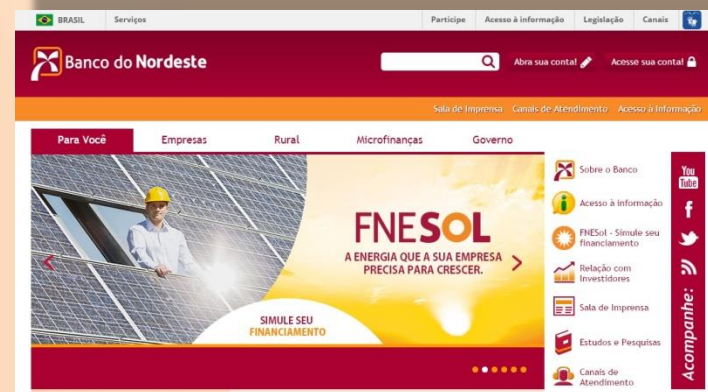 BRASIL Serviços Participe Acesso à informação Legislação Canais
Banco do Nordeste
Abra sua conta! Acesse sua conta!
Sala de Imprensa Canais de Atendimento Acesso à Informação
Para Você Empresas Rural Microfinanças Governo
FNESOL
A ENERGIA QUE A SUA EMPRESA
PRECISA PARA CRESCER.
SIMULE SEU
FINANCIAMENTO
Sobre o Banco
Acesso à informação
FNESol - Simule seu
financiamento
Relação com
Investidores
Sala de Imprensa
Estudos e Pesquisas
Canais de
Atendimento
You
Tube
Acompanhe: